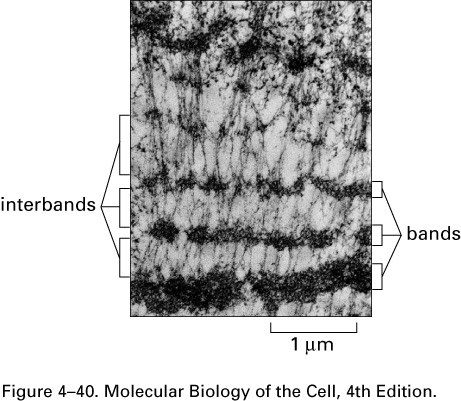 interbands
bands
1 μm
Figure 4–40. Molecular Biology of the Cell, 4th Edition.